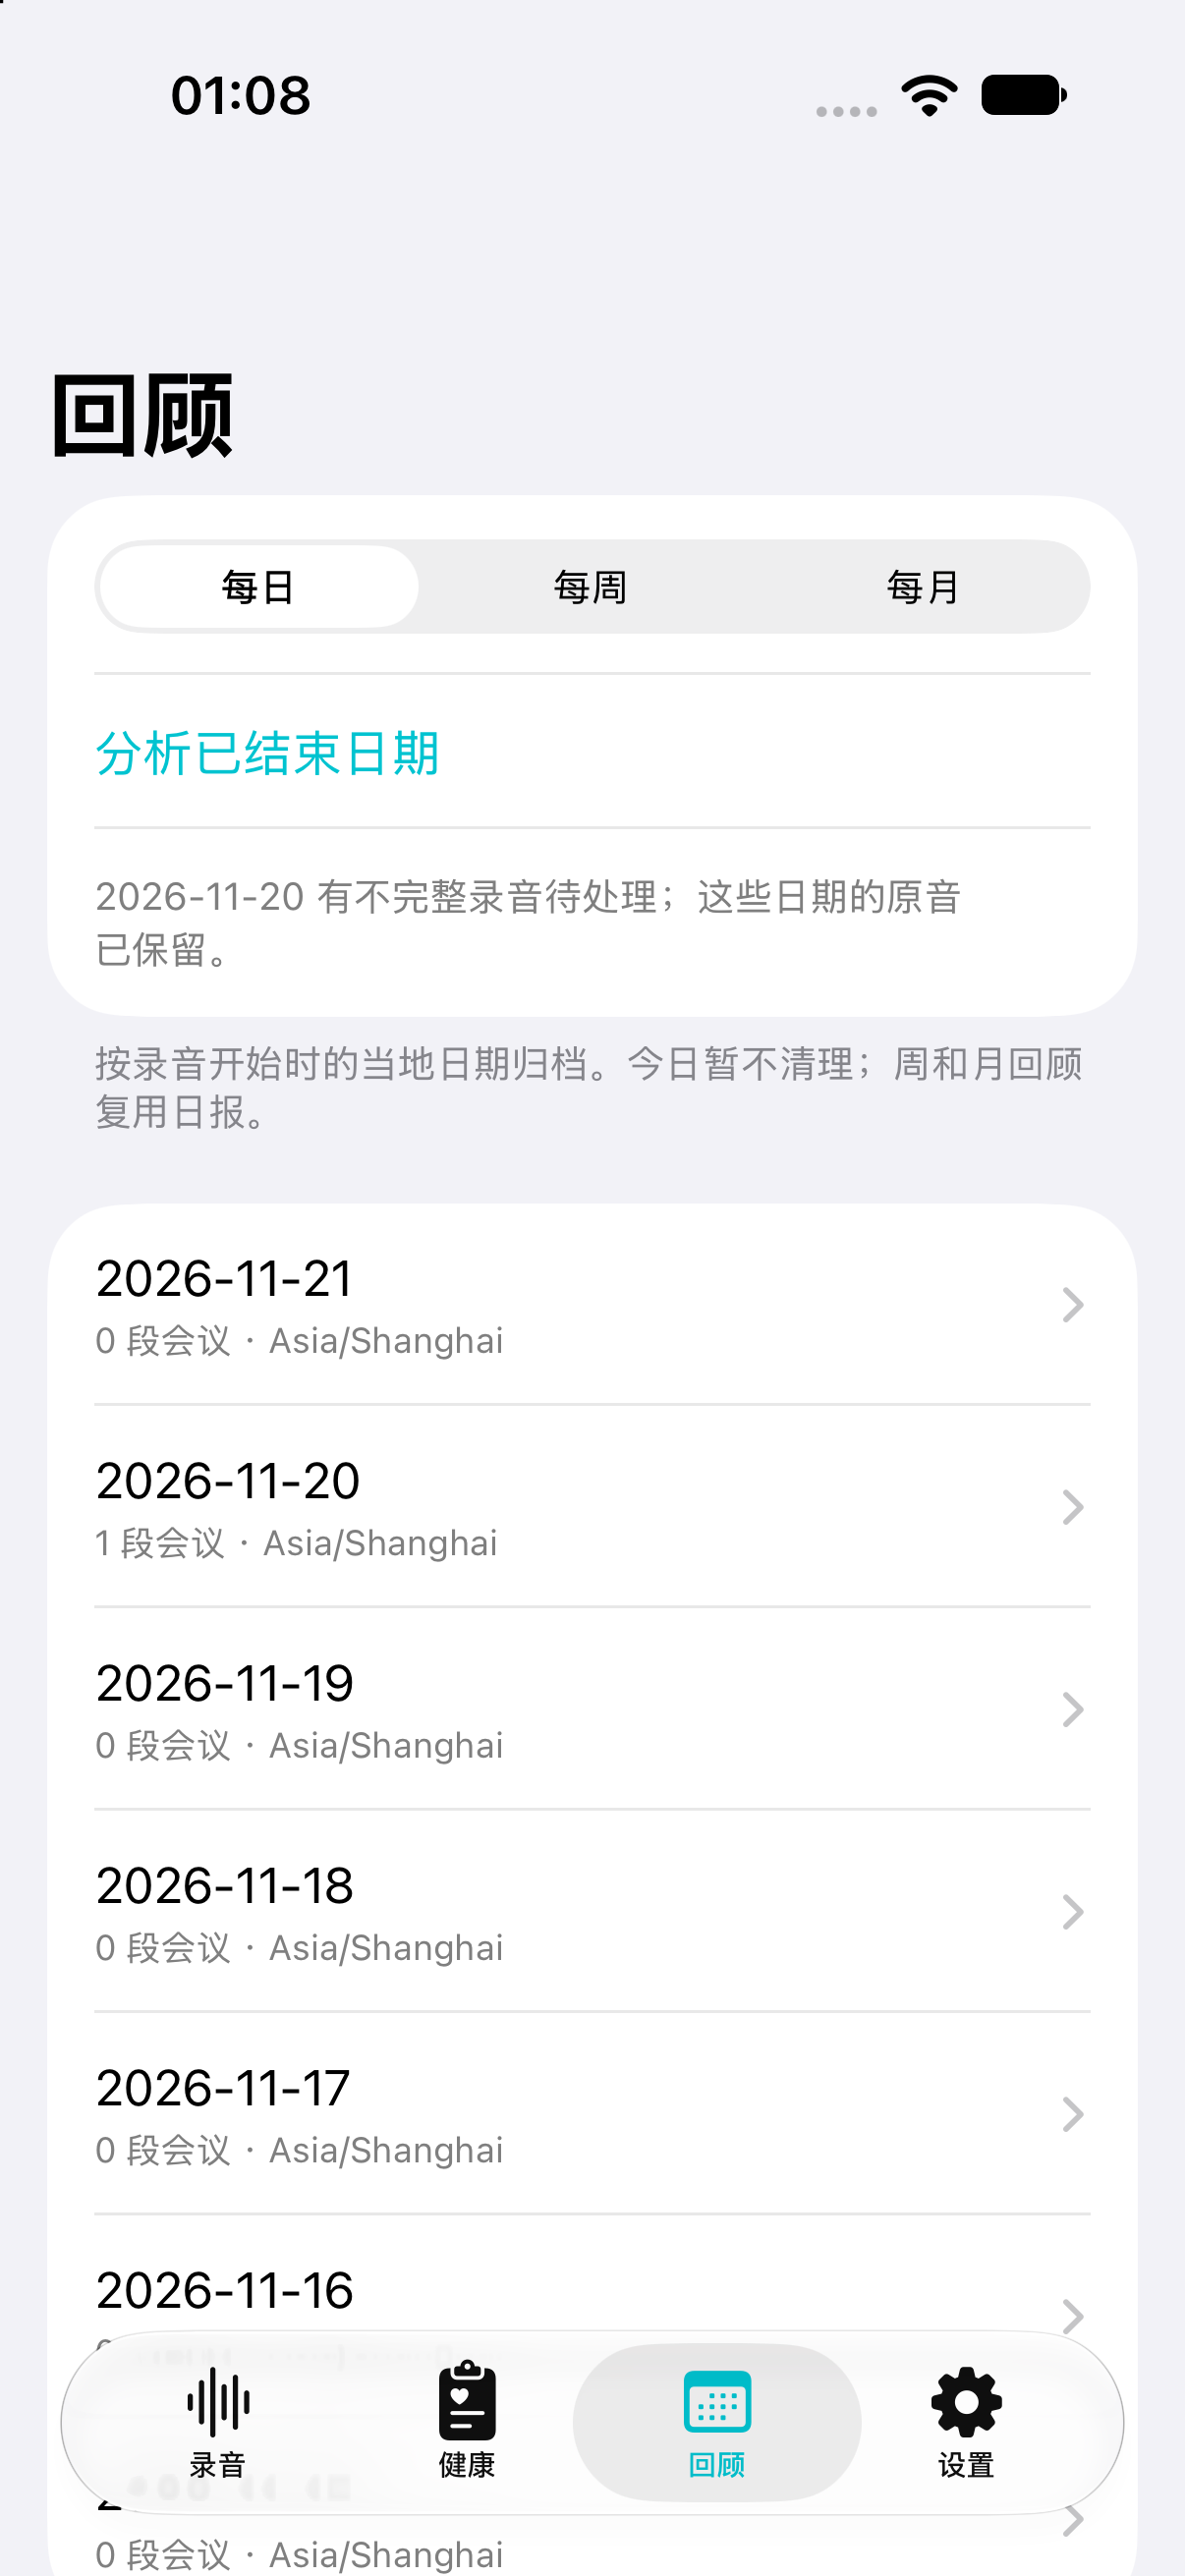 01:08
回顾
每日 每周 每月
分析已结束日期
2026-11-20 有不完整录音待处理；这些日期的原音
已保留。
按录音开始时的当地日期归档。今日暂不清理；周和月回顾
复用日报。
2026-11-21
0 段会议 · Asia/Shanghai
2026-11-20
1 段会议 · Asia/Shanghai
2026-11-19
0 段会议 · Asia/Shanghai
2026-11-18
0 段会议 · Asia/Shanghai
2026-11-17
0 段会议 · Asia/Shanghai
2026-11-16
录音 健康 回顾 设置
0 段会议 · Asia/Shanghai